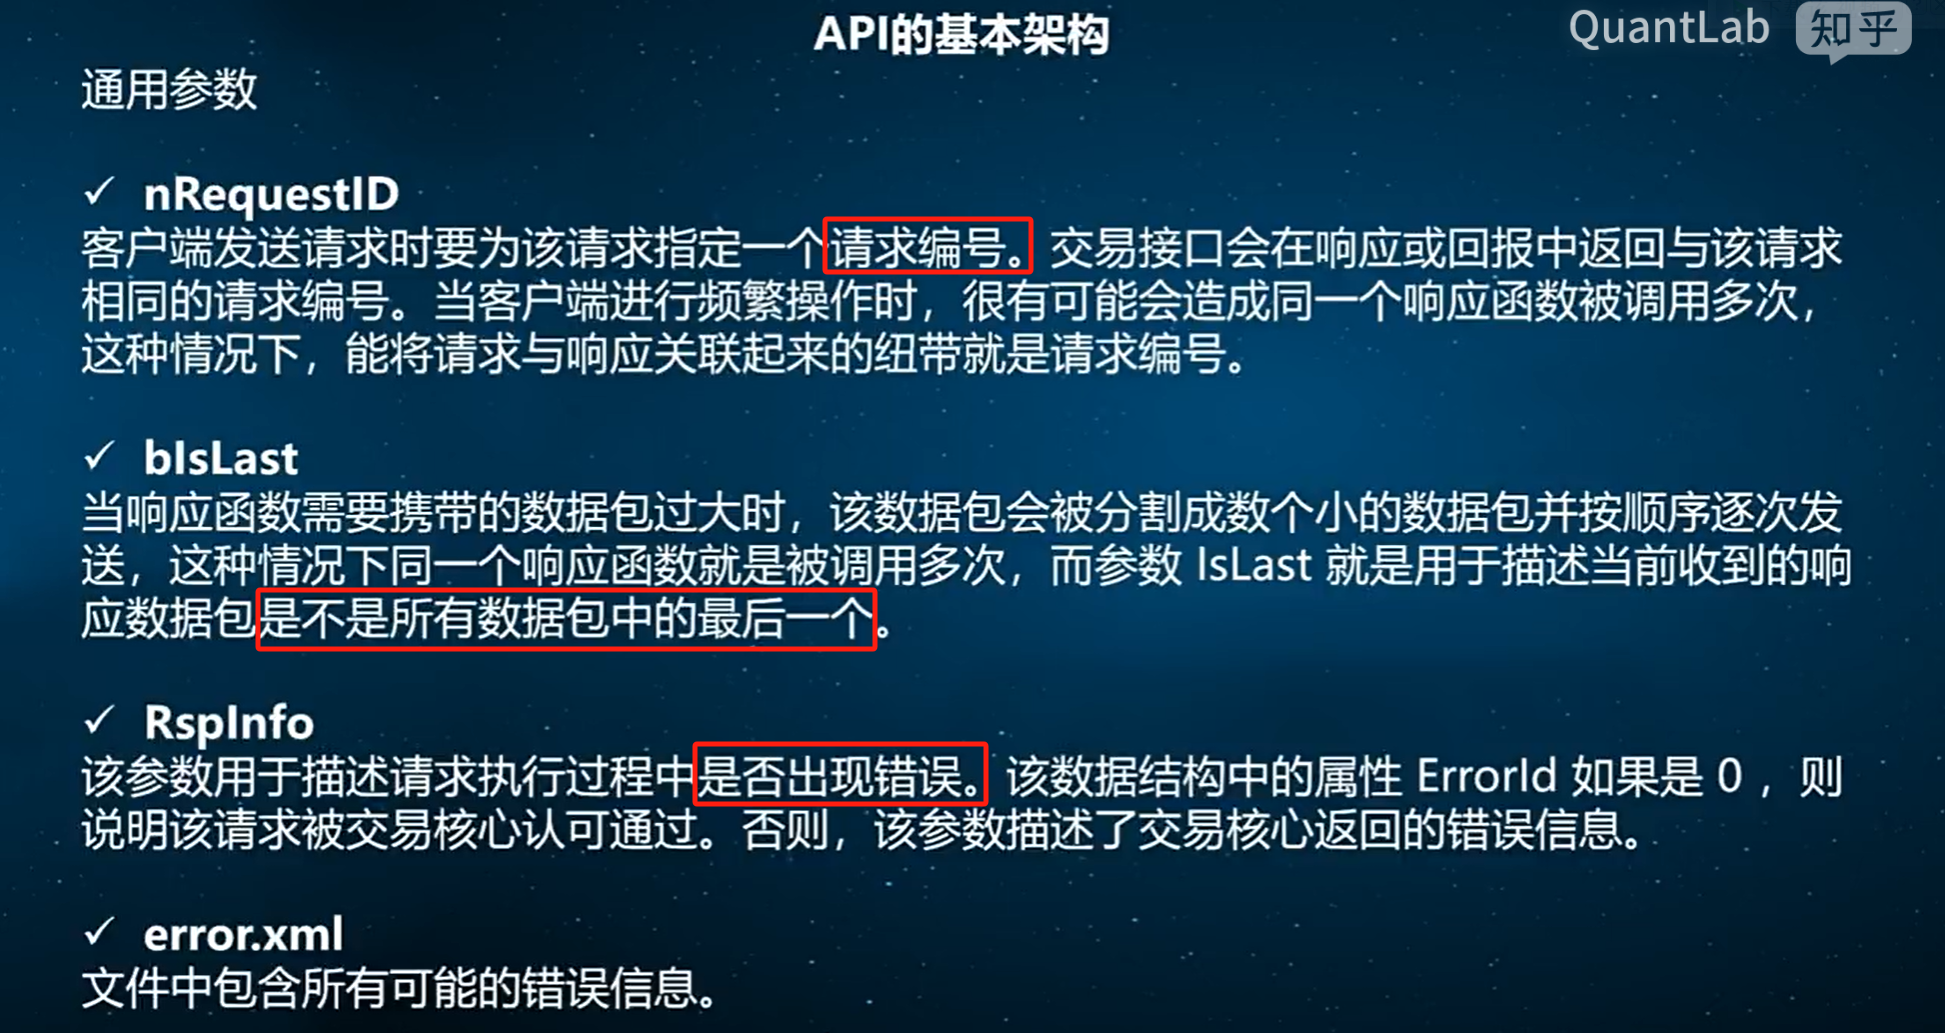 API的基本架构
QuantLab 知乎
通用参数
✓ nRequestID
客户端发送请求时要为该请求指定一个请求编号。交易接口会在响应或回报中返回与该请求
相同的请求编号。当客户端进行频繁操作时，很有可能会造成同一个响应函数被调用多次，
这种情况下，能将请求与响应关联起来的纽带就是请求编号。
✓ bIsLast
当响应函数需要携带的数据包过大时，该数据包会被分割成数个小的数据包并按顺序逐次发
送，这种情况下同一个响应函数就是被调用多次，而参数 IsLast 就是用于描述当前收到的响
应数据包是不是所有数据包中的最后一个。
✓ RspInfo
该参数用于描述请求执行过程中是否出现错误。该数据结构中的属性 ErrorId 如果是 0 ，则
说明该请求被交易核心认可通过。否则，该参数描述了交易核心返回的错误信息。
✓ error.xml
文件中包含所有可能的错误信息。